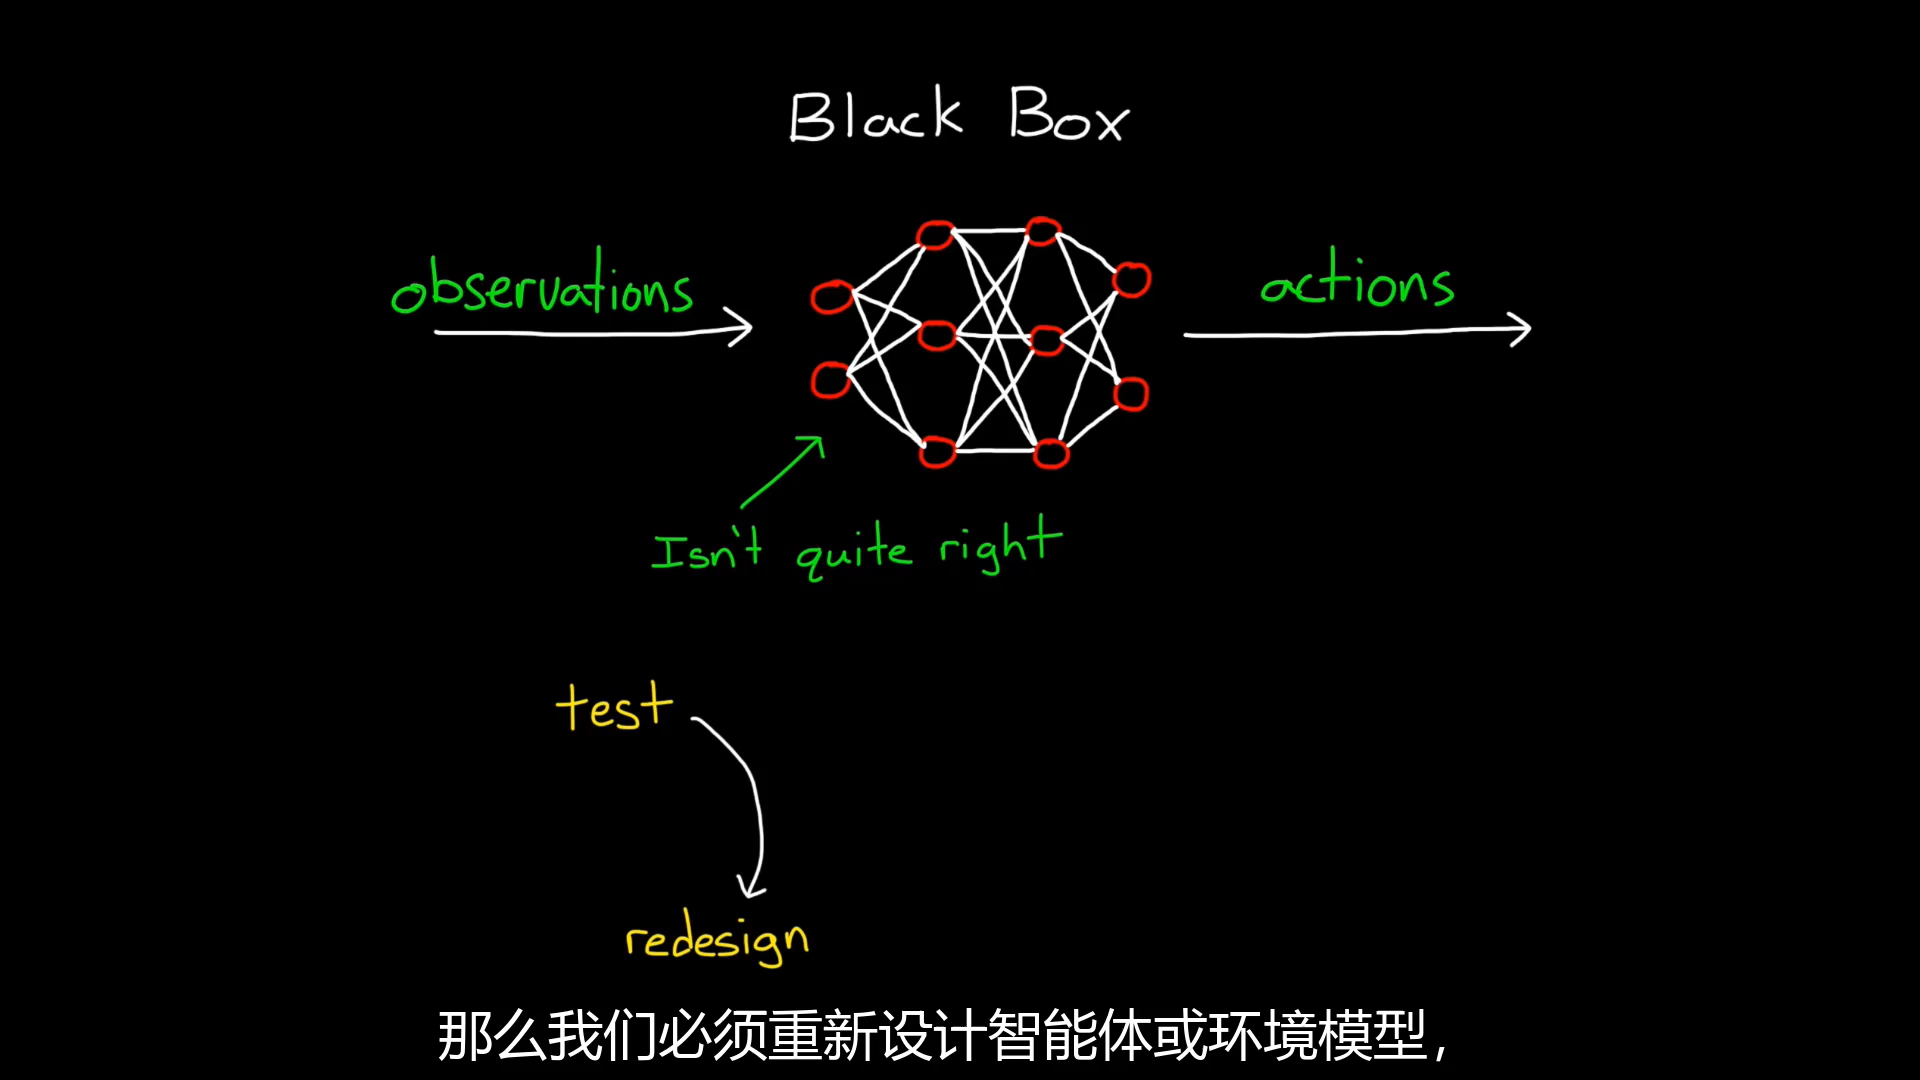 Black Box
observations
actions
Isn't quite right
test
redesign
那么我们必须重新设计智能体或环境模型，